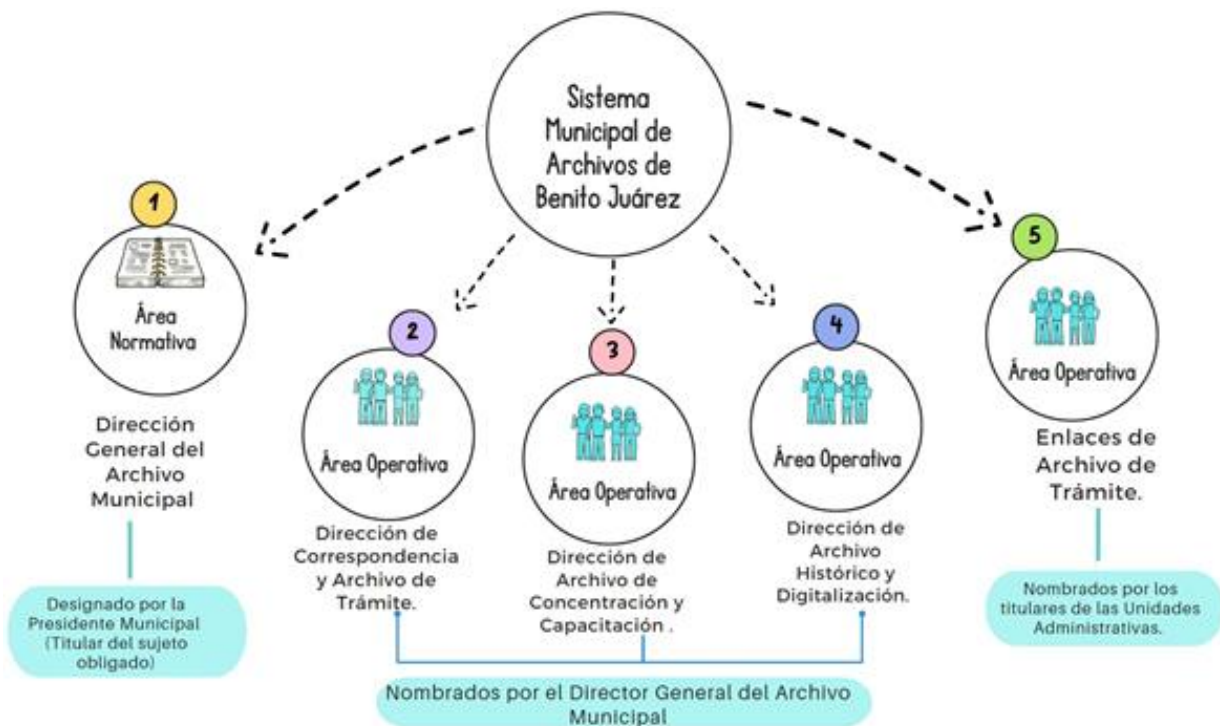 Sistema
Municipal de
Archivos de
Benito Juárez
1
Área
Normativa
Dirección
General del
Archivo
Municipal
Designado por la
Presidente Municipal
(Titular del sujeto
obligado)
2
Área Operativa
Dirección de
Correspondencia
y Archivo de
Trámite.
3
Área Operativa
Dirección de
Archivo de
Concentración y
Capacitación .
4
Área Operativa
Dirección de
Archivo
Histórico y
Digitalización.
Nombrados por el Director General del Archivo
Municipal
5
Área Operativa
Enlaces de
Archivo de
Trámite.
Nombrados por los
titulares de las Unidades
Administrativas.